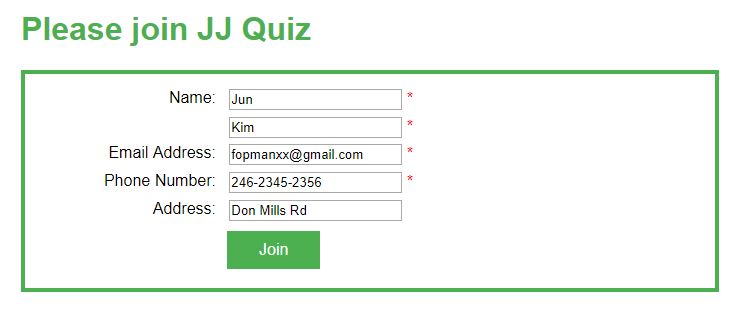 Please join JJ Quiz
Name: Jun *
Kim *
Email Address: fopmanxx@gmail.com *
Phone Number: 246-2345-2356 *
Address: Don Mills Rd
Join